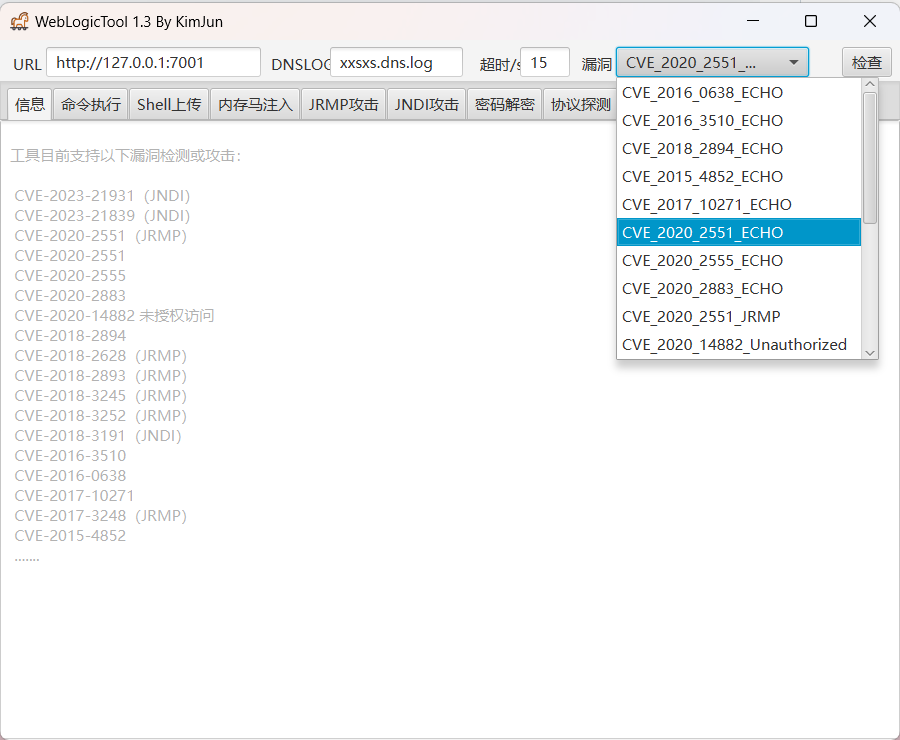 WebLogicTool 1.3 By KimJun
URL http://127.0.0.1:7001 DNSLOG xxsxs.dns.log 超时/s 15 漏洞 CVE_2020_2551_... 检查
信息 命令执行 Shell上传 内存马注入 JRMP攻击 JNDI攻击 密码解密 协议探测
CVE_2016_0638_ECHO
CVE_2016_3510_ECHO
CVE_2018_2894_ECHO
CVE_2015_4852_ECHO
CVE_2017_10271_ECHO
CVE_2020_2551_ECHO
CVE_2020_2555_ECHO
CVE_2020_2883_ECHO
CVE_2020_2551_JRMP
CVE_2020_14882_Unauthorized
工具目前支持以下漏洞检测或攻击：
CVE-2023-21931（JNDI）
CVE-2023-21839（JNDI）
CVE-2020-2551（JRMP）
CVE-2020-2551
CVE-2020-2555
CVE-2020-2883
CVE-2020-14882 未授权访问
CVE-2018-2894
CVE-2018-2628（JRMP）
CVE-2018-2893（JRMP）
CVE-2018-3245（JRMP）
CVE-2018-3252（JRMP）
CVE-2018-3191（JNDI）
CVE-2016-3510
CVE-2016-0638
CVE-2017-10271
CVE-2017-3248（JRMP）
CVE-2015-4852
.......